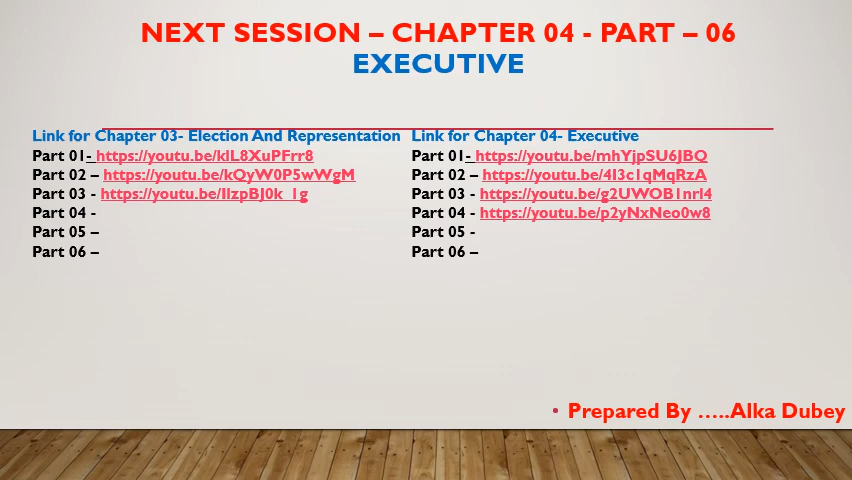 NEXT SESSION – CHAPTER 04 - PART – 06
EXECUTIVE
Link for Chapter 03- Election And Representation
Part 01- https://youtu.be/klL8XuPFrr8
Part 02 – https://youtu.be/kQyW0P5wWgM
Part 03 - https://youtu.be/IlzpBJ0k_1g
Part 04 -
Part 05 –
Part 06 –
Link for Chapter 04- Executive
Part 01- https://youtu.be/mhYjpSU6JBQ
Part 02 – https://youtu.be/4I3c1qMqRzA
Part 03 - https://youtu.be/g2UWOB1nrl4
Part 04 - https://youtu.be/p2yNxNeo0w8
Part 05 -
Part 06 –
• Prepared By …..Alka Dubey